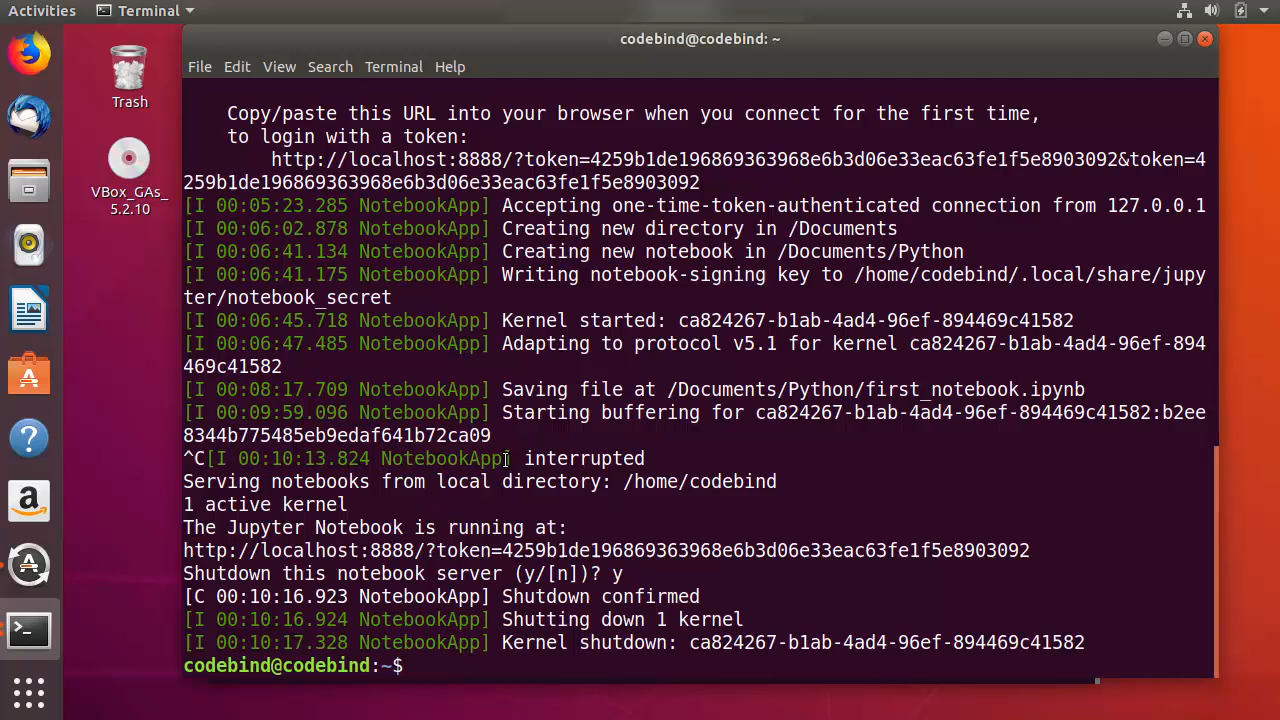 Activities
Terminal
codebind@codebind: ~
File Edit View Search Terminal Help
Trash
VBox_GAs_
5.2.10
Copy/paste this URL into your browser when you connect for the first time,
to login with a token:
http://localhost:8888/?token=4259b1de196869363968e6b3d06e33eac63fe1f5e8903092&token=4
259b1de196869363968e6b3d06e33eac63fe1f5e8903092
[I 00:05:23.285 NotebookApp] Accepting one-time-token-authenticated connection from 127.0.0.1
[I 00:06:02.878 NotebookApp] Creating new directory in /Documents
[I 00:06:41.134 NotebookApp] Creating new notebook in /Documents/Python
[I 00:06:41.175 NotebookApp] Writing notebook-signing key to /home/codebind/.local/share/jupy
ter/notebook_secret
[I 00:06:45.718 NotebookApp] Kernel started: ca824267-b1ab-4ad4-96ef-894469c41582
[I 00:06:47.485 NotebookApp] Adapting to protocol v5.1 for kernel ca824267-b1ab-4ad4-96ef-894
469c41582
[I 00:08:17.709 NotebookApp] Saving file at /Documents/Python/first_notebook.ipynb
[I 00:09:59.096 NotebookApp] Starting buffering for ca824267-b1ab-4ad4-96ef-894469c41582:b2ee
8344b775485eb9edaf641b72ca09
^C[I 00:10:13.824 NotebookApp] interrupted
Serving notebooks from local directory: /home/codebind
1 active kernel
The Jupyter Notebook is running at:
http://localhost:8888/?token=4259b1de196869363968e6b3d06e33eac63fe1f5e8903092
Shutdown this notebook server (y/[n])? y
[C 00:10:16.923 NotebookApp] Shutdown confirmed
[I 00:10:16.924 NotebookApp] Shutting down 1 kernel
[I 00:10:17.328 NotebookApp] Kernel shutdown: ca824267-b1ab-4ad4-96ef-894469c41582
codebind@codebind:~$